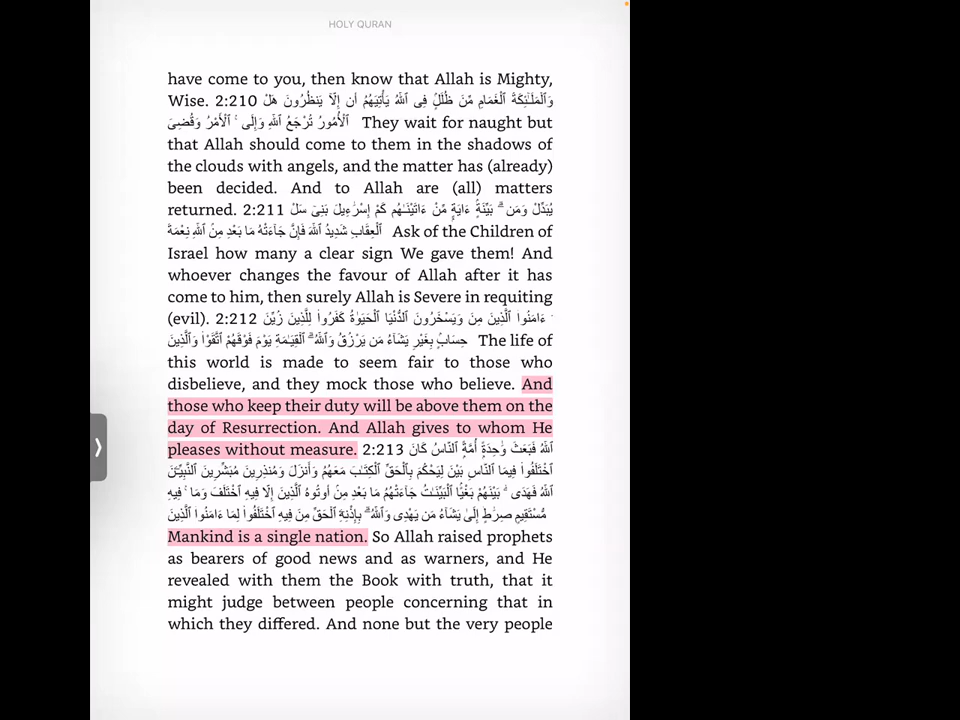 HOLY QURAN
have come to you, then know that Allah is Mighty,
Wise. 2:210 وَٱلْمَلَـٰٓئِكَةُ ٱلْغَمَامِ مِّنَ ظُلَلٍ فِى ٱللَّهُ يَأْتِيَهُمُ أَن إِلَّآ يَنظُرُونَ هَلْ
ٱلْأُمُورُ تُرْجَعُ ٱللَّهِ وَإِلَى ۚ ٱلْأَمْرُ وَقُضِىَ They wait for naught but
that Allah should come to them in the shadows of
the clouds with angels, and the matter has (already)
been decided. And to Allah are (all) matters
returned. 2:211 يُبَدِّلْ وَمَن ۗ بَيِّنَةٍ ءَايَةٍۭ مِّنْ ءَاتَيْنَـٰهُم كَمْ إِسْرَٰٓءِيلَ بَنِىٓ سَلْ
ٱلْعِقَابِ شَدِيدُ ٱللَّهَ فَإِنَّ جَآءَتْهُ مَا بَعْدِ مِنۢ ٱللَّهِ نِعْمَةَ Ask of the Children of
Israel how many a clear sign We gave them! And
whoever changes the favour of Allah after it has
come to him, then surely Allah is Severe in requiting
(evil). 2:212 ۘ ءَامَنُوا ٱلَّذِينَ مِنَ وَيَسْخَرُونَ ٱلدُّنْيَا ٱلْحَيَوٰةُ كَفَرُوا۟ لِلَّذِينَ زُيِّنَ
حِسَابٍ بِغَيْرِ يَشَآءُ مَن يَرْزُقُ وَٱللَّهُ ۗ ٱلْقِيَـٰمَةِ يَوْمَ فَوْقَهُمْ ٱتَّقَوْا۟ وَٱلَّذِينَ The life of
this world is made to seem fair to those who
disbelieve, and they mock those who believe. And
those who keep their duty will be above them on the
day of Resurrection. And Allah gives to whom He
pleases without measure. 2:213 ٱللَّهُ فَبَعَثَ وَٰحِدَةً أُمَّةً ٱلنَّاسُ كَانَ
ٱخْتَلَفُوا۟ فِيمَا ٱلنَّاسِ بَيْنَ لِيَحْكُمَ بِٱلْحَقِّ ٱلْكِتَـٰبَ مَعَهُمُ وَأَنزَلَ وَمُنذِرِينَ مُبَشِّرِينَ ٱلنَّبِيِّـۧنَ
ٱللَّهُ فَهَدَى ۖ بَيْنَهُمْ بَغْيًۢا ٱلْبَيِّنَـٰتُ جَآءَتْهُمُ مَا بَعْدِ مِنۢ أُوتُوهُ ٱلَّذِينَ إِلَّا فِيهِ ٱخْتَلَفَ وَمَا ۚ فِيهِ
مُّسْتَقِيمٍ صِرَٰطٍ إِلَىٰ يَشَآءُ مَن يَهْدِى وَٱللَّهُ ۗ بِإِذْنِهِۦ ٱلْحَقِّ مِنَ فِيهِ ٱخْتَلَفُوا۟ لِمَا ءَامَنُوا ٱلَّذِينَ
Mankind is a single nation. So Allah raised prophets
as bearers of good news and as warners, and He
revealed with them the Book with truth, that it
might judge between people concerning that in
which they differed. And none but the very people